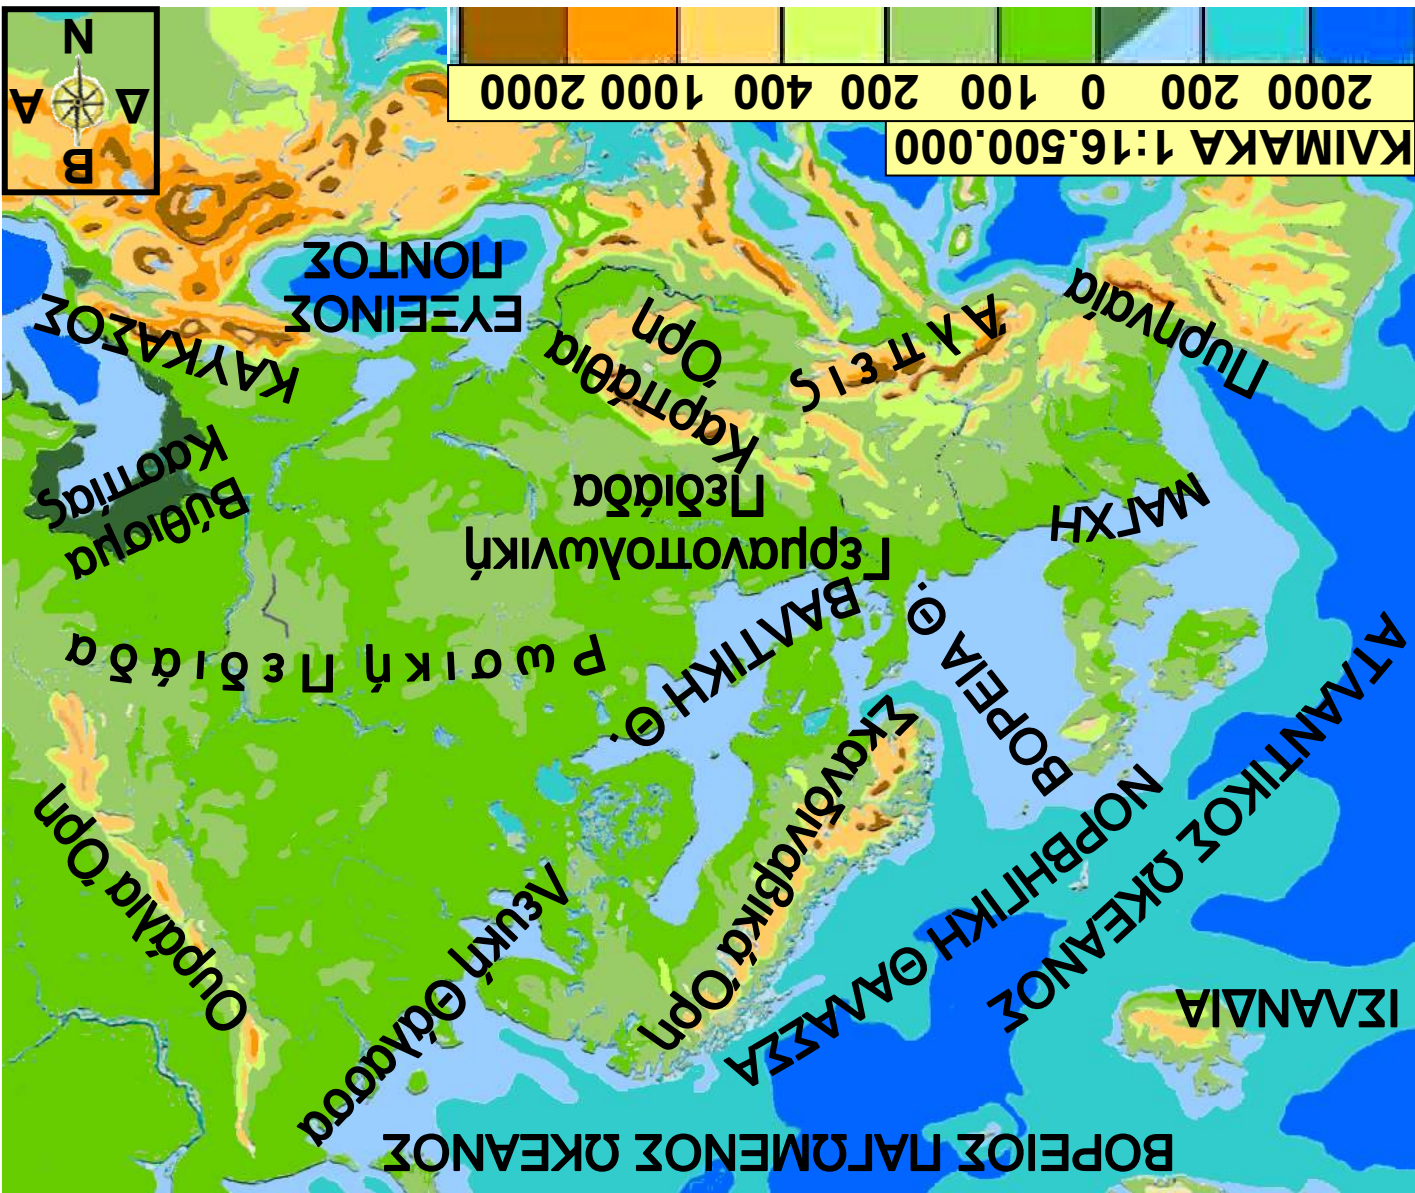 ΒΟΡΕΙΟΣ ΠΑΓΩΜΕΝΟΣ ΩΚΕΑΝΟΣ
ΙΣΛΑΝΔΙΑ
Λευκή Θάλασσα
ΝΟΡΒΗΓΙΚΗ ΘΑΛΑΣΣΑ
ΑΤΛΑΝΤΙΚΟΣ ΩΚΕΑΝΟΣ
Σκανδιναβικά Όρη
Ουράλια Όρη
ΒΟΡΕΙΑ Θ.
ΒΑΛΤΙΚΗ Θ.
Ρωσική Πεδιάδα
Γερμανοπολωνική
Πεδιάδα
ΜΑΓΧΗ
Βύθισμα
Κασπίας
Καρπάθια
Όρη
Άλπεις
Πυρηναία
ΚΑΥΚΑΣΟΣ
ΕΥΞΕΙΝΟΣ
ΠΟΝΤΟΣ
ΚΛΙΜΑΚΑ 1:16.500.000
2000 200 0 100 200 400 1000 2000
Β
Δ Α
Ν